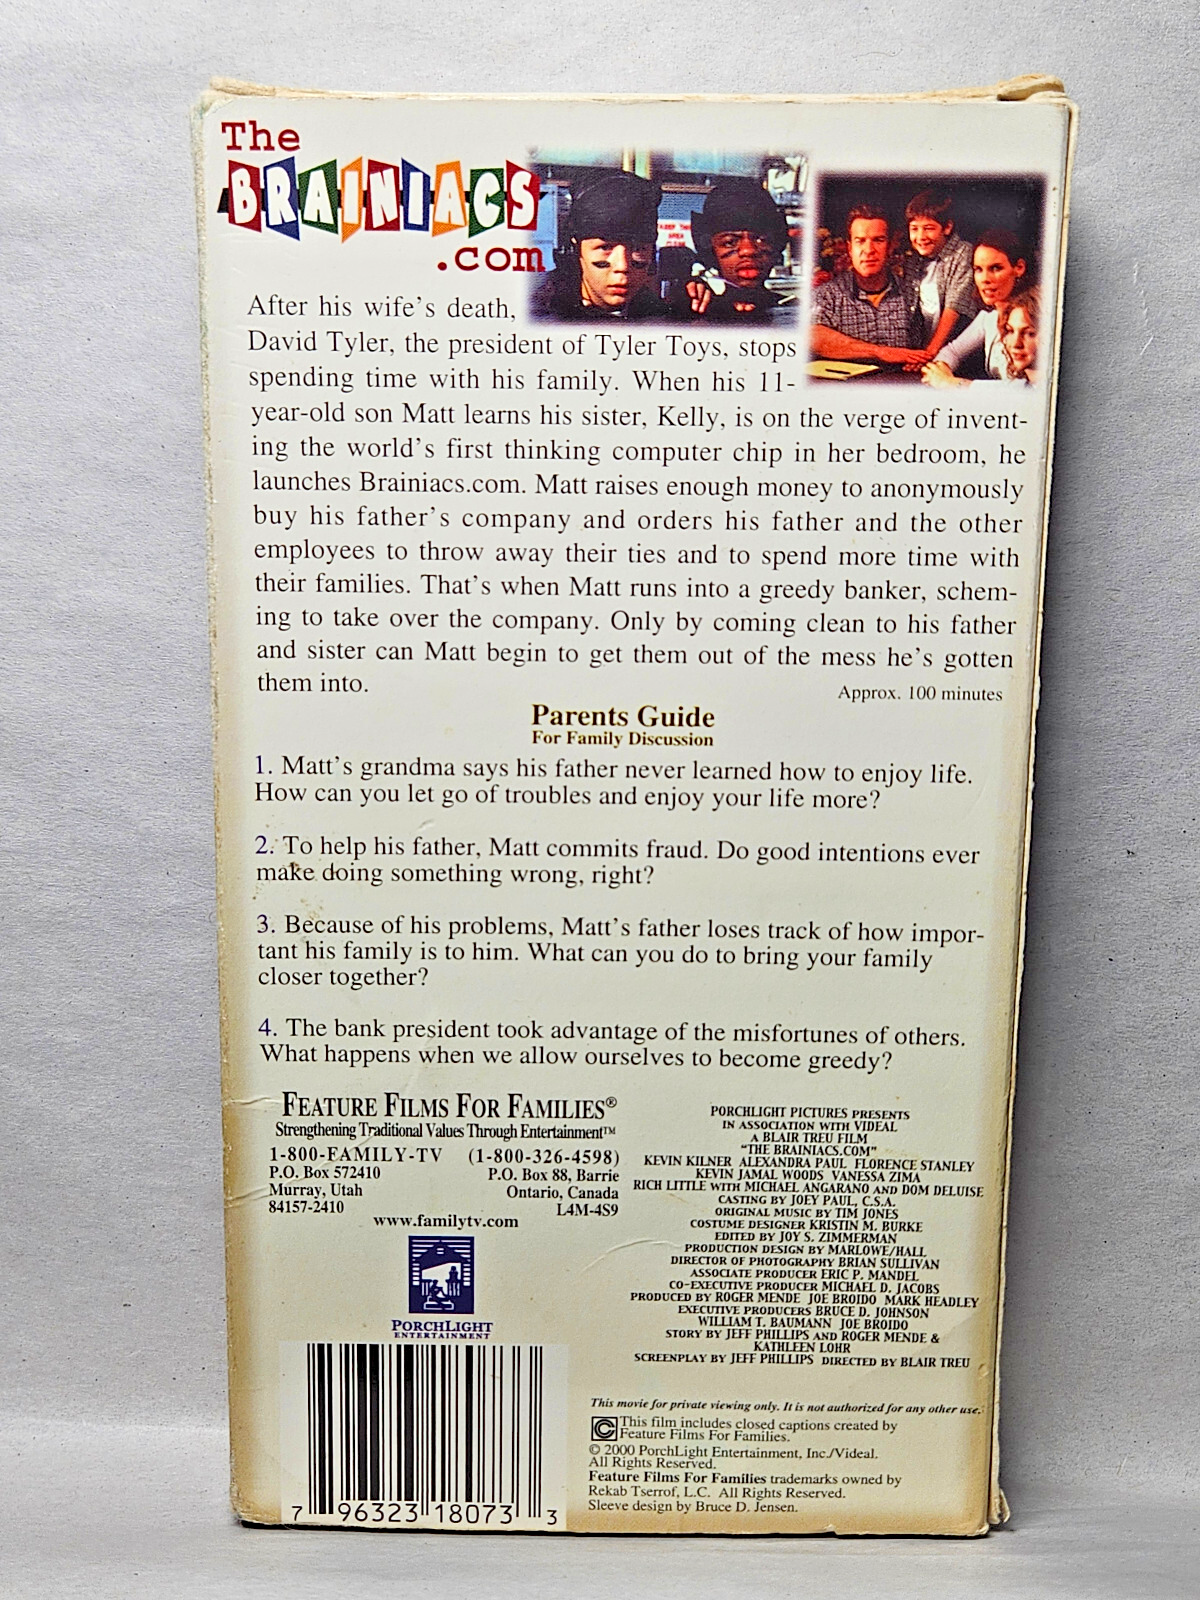 The
BRAINIACS
.com
After his wife's death,
David Tyler, the president of Tyler Toys, stops
spending time with his family. When his 11-
year-old son Matt learns his sister, Kelly, is on the verge of invent-
ing the world's first thinking computer chip in her bedroom, he
launches Brainiacs.com. Matt raises enough money to anonymously
buy his father's company and orders his father and the other
employees to throw away their ties and to spend more time with
their families. That's when Matt runs into a greedy banker, schem-
ing to take over the company. Only by coming clean to his father
and sister can Matt begin to get them out of the mess he's gotten
them into.
Approx. 100 minutes
Parents Guide
For Family Discussion
1. Matt's grandma says his father never learned how to enjoy life.
How can you let go of troubles and enjoy your life more?
2. To help his father, Matt commits fraud. Do good intentions ever
make doing something wrong, right?
3. Because of his problems, Matt's father loses track of how impor-
tant his family is to him. What can you do to bring your family
closer together?
4. The bank president took advantage of the misfortunes of others.
What happens when we allow ourselves to become greedy?
FEATURE FILMS FOR FAMILIES®
Strengthening Traditional Values Through Entertainment™
1-800-FAMILY-TV (1-800-326-4598)
P.O. Box 572410
Murray, Utah
84157-2410
P.O. Box 88, Barrie
Ontario, Canada
L4M-4S9
www.familytv.com
PORCHLIGHT
ENTERTAINMENT
7 96323 18073 3
PORCHLIGHT PICTURES PRESENTS
IN ASSOCIATION WITH VIDEAL
A BLAIR TREU FILM
"THE BRAINIACS.COM"
KEVIN KILNER ALEXANDRA PAUL FLORENCE STANLEY
KEVIN JAMAL WOODS VANESSA ZIMA
RICH LITTLE WITH MICHAEL ANGARANO AND DOM DELUISE
CASTING BY JOEY PAUL, C.S.A.
ORIGINAL MUSIC BY TIM JONES
COSTUME DESIGNER KRISTIN M. BURKE
EDITED BY JOY S. ZIMMERMAN
PRODUCTION DESIGN BY MARLOWE/HALL
DIRECTOR OF PHOTOGRAPHY BRIAN SULLIVAN
ASSOCIATE PRODUCER ERIC P. MANDEL
CO-EXECUTIVE PRODUCER MICHAEL D. JACOBS
PRODUCED BY ROGER MENDE JOE BROIDO MARK HEADLEY
EXECUTIVE PRODUCERS BRUCE D. JOHNSON
WILLIAM T. BAUMANN JOE BROIDO
STORY BY JEFF PHILLIPS AND ROGER MENDE &
KATHLEEN LOHR
SCREENPLAY BY JEFF PHILLIPS DIRECTED BY BLAIR TREU
This movie for private viewing only. It is not authorized for any other use.
This film includes closed captions created by
Feature Films For Families.
© 2000 PorchLight Entertainment, Inc./Videal.
All Rights Reserved.
Feature Films For Families trademarks owned by
Rekab Tserrof, L.C. All Rights Reserved.
Sleeve design by Bruce D. Jensen.